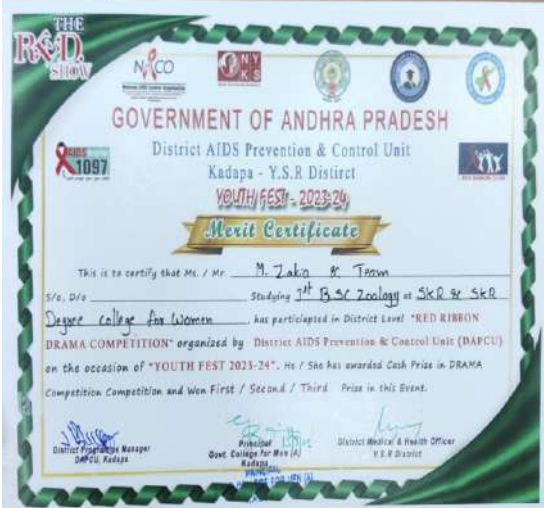 THE
RED
SHOW
NACO
NYKS
GOVERNMENT OF ANDHRA PRADESH
AIDS
1097
District AIDS Prevention & Control Unit
Kadapa - Y.S.R Distirct
YOUTH FEST - 2023-24
Merit Certificate
This is to certify that Ms. / Mr. M. Zakia & Team
S/o, D/o Studying Ist B.SC Zoology at SKR & SKR
Degree college for Women, has participated in District Level "RED RIBBON
DRAMA COMPETITION" organized by District AIDS Prevention & Control Unit (DAPCU)
on the occasion of "YOUTH FEST 2023-24". He / She has awarded Cash Prize in DRAMA
Competition Competition and Won First / Second / Third Prize in this Event.
District Programme Manager
DAPCU, Kadapa
Principal
Govt. College for Men (A)
Kadapa
District Medical & Health Officer
Y.S.R District